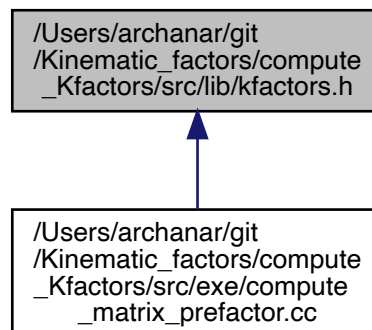 /Users/archanar/git
/Kinematic_factors/compute
_Kfactors/src/lib/kfactors.h
/Users/archanar/git
/Kinematic_factors/compute
_Kfactors/src/exe/compute
_matrix_prefactor.cc